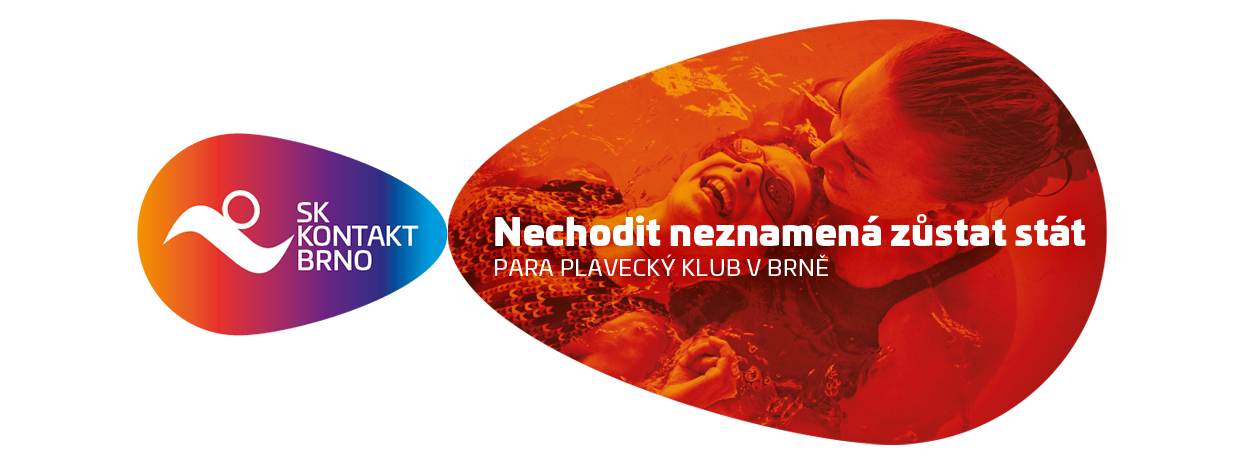 SK
KONTAKT
BRNO
Nechodit neznamená zůstat stát
PARA PLAVECKÝ KLUB V BRNĚ